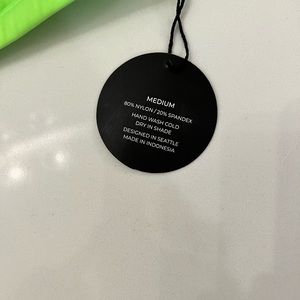 MEDIUM
80% NYLON / 20% SPANDEX
HAND WASH COLD
DRY IN SHADE
DESIGNED IN SEATTLE
MADE IN INDONESIA